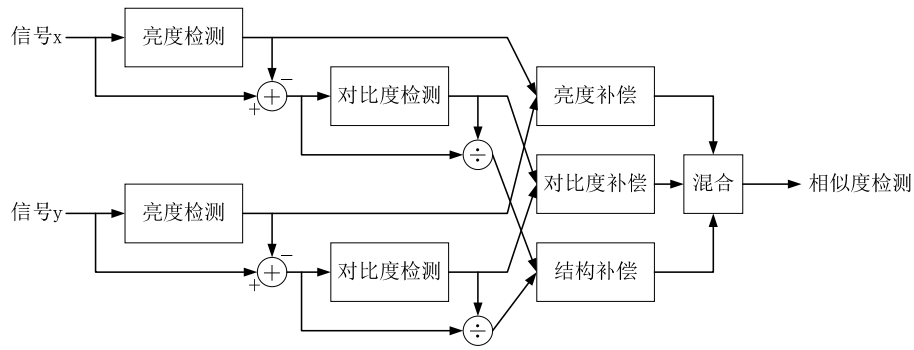 信号x
亮度检测
−
+
+
对比度检测
÷
亮度补偿
对比度补偿
混合
相似度检测
信号y
亮度检测
−
+
+
对比度检测
÷
结构补偿